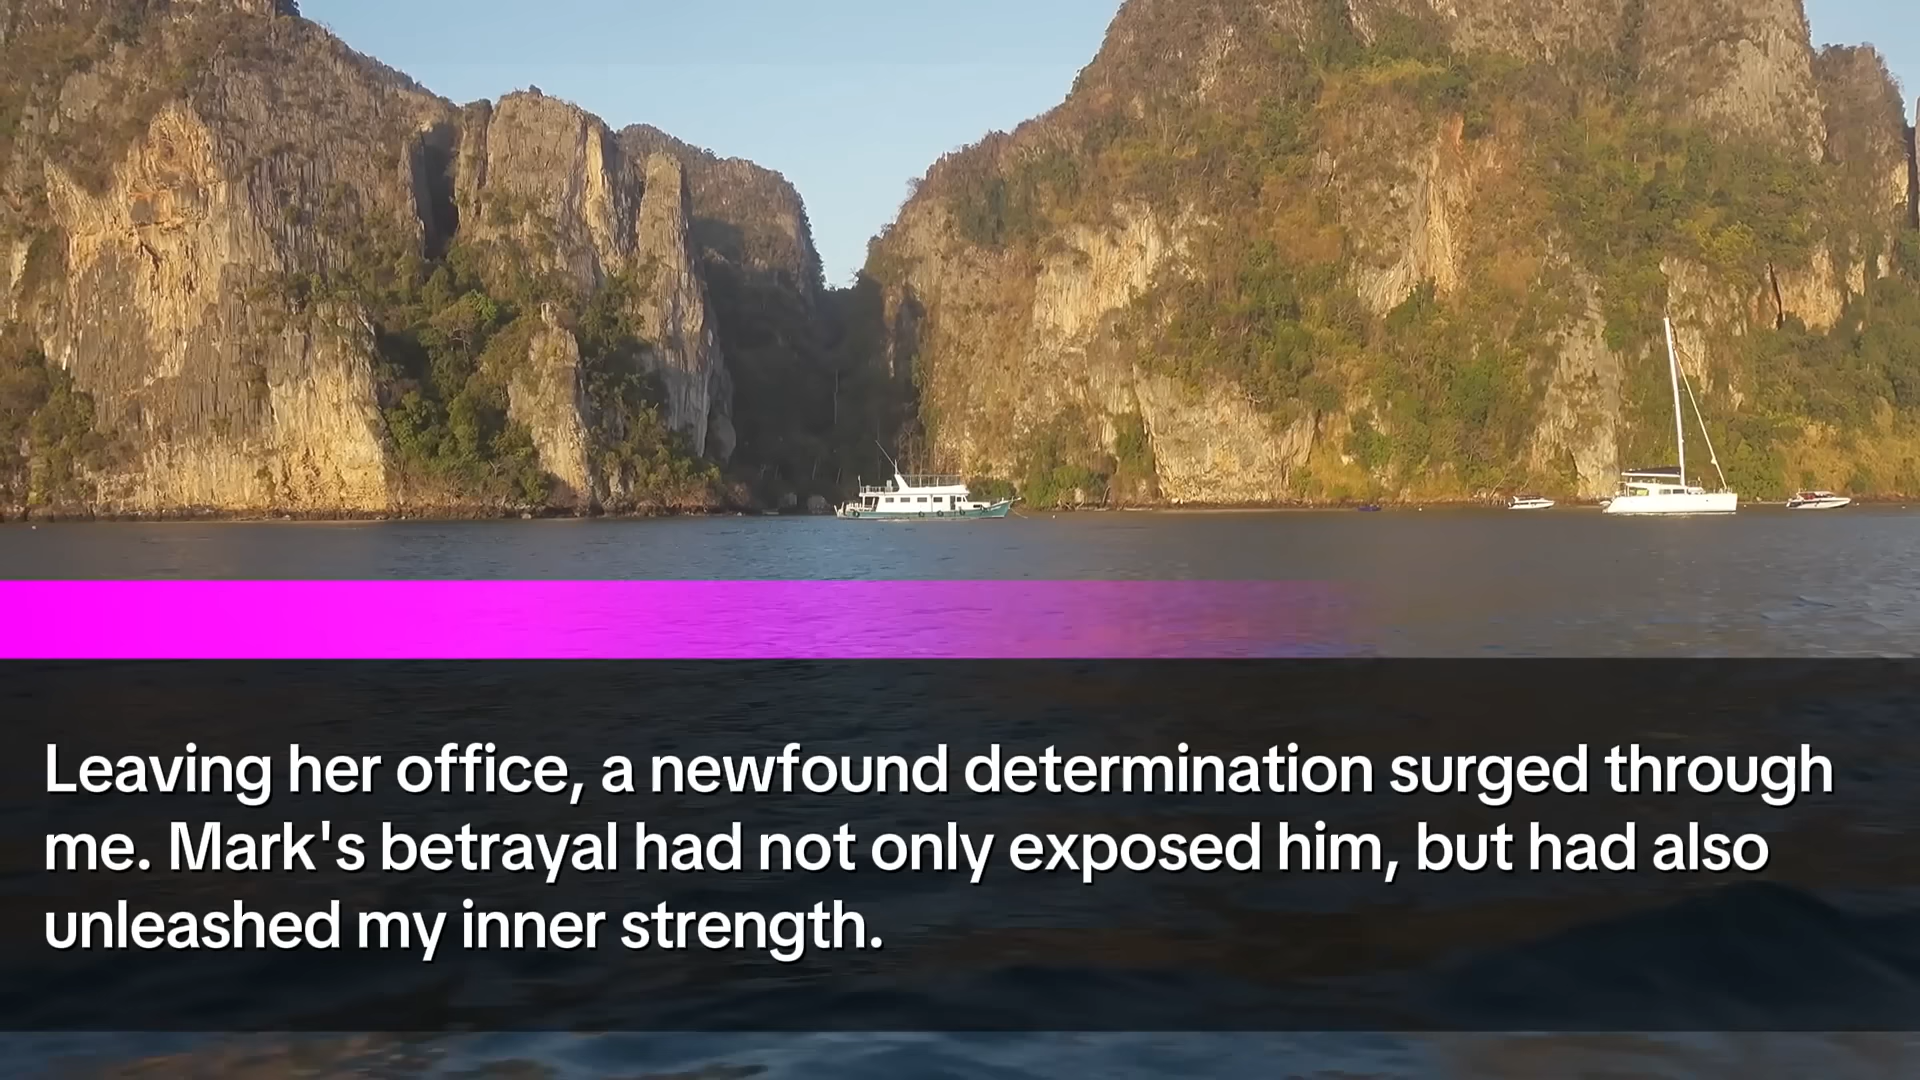 Leaving her office, a newfound determination surged through
me. Mark's betrayal had not only exposed him, but had also
unleashed my inner strength.